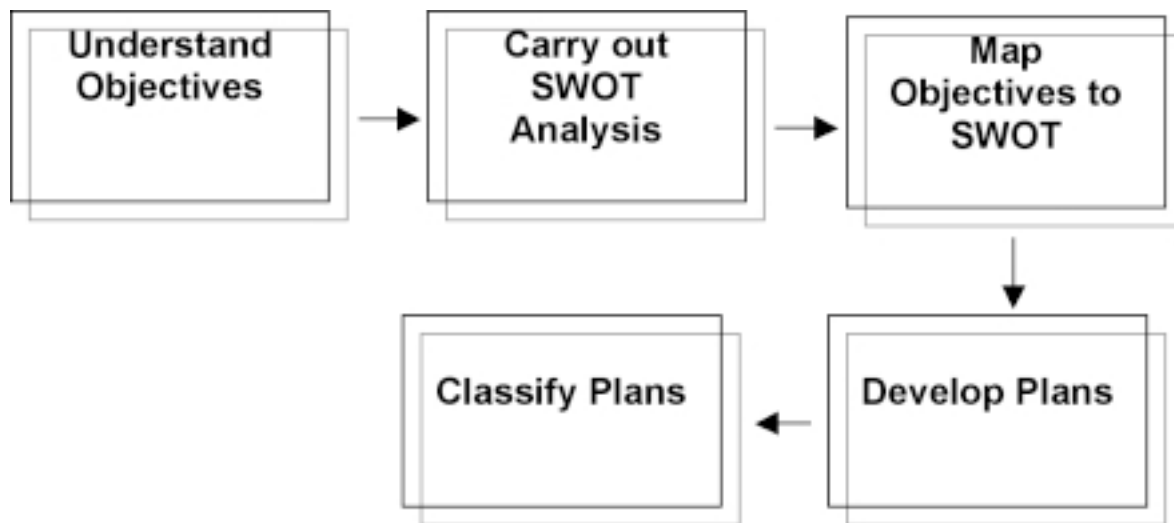 Understand
Objectives
Carry out
SWOT
Analysis
Map
Objectives to
SWOT
Develop Plans
Classify Plans